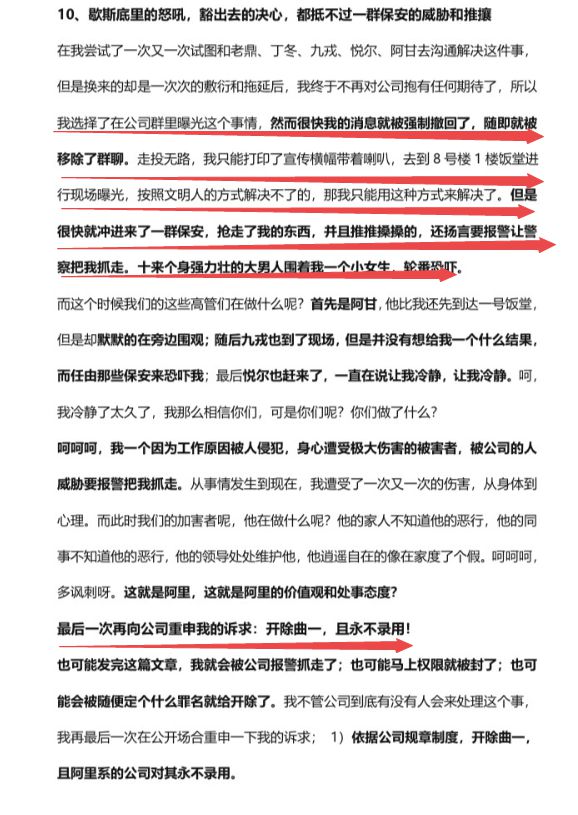 10、歇斯底里的怒吼，豁出去的决心，都抵不过一群保安的威胁和推攘
在我尝试了一次又一次试图和老鼎、丁冬、九戎、悦尔、阿甘去沟通解决这件事，
但是换来的却是一次次的敷衍和拖延后，我终于不再对公司抱有任何期待了，所以
我选择了在公司群里曝光这个事情，然而很快我的消息就被强制撤回了，随即就被
移除了群聊。走投无路，我只能打印了宣传横幅带着喇叭，去到 8 号楼 1 楼饭堂进
行现场曝光，按照文明人的方式解决不了的，那我只能用这种方式来解决了。但是
很快就冲进来了一群保安，抢走了我的东西，并且推推搡搡的，还扬言要报警让警
察把我抓走。十来个身强力壮的大男人围着我一个小女生，轮番恐吓。
而这个时候我们的这些高管们在做什么呢？首先是阿甘，他比我还先到达一号饭堂，
但是却默默的在旁边围观；随后九戎也到了现场，但是并没有想给我一个什么结果，
而任由那些保安来恐吓我；最后悦尔也赶来了，一直在说让我冷静，让我冷静。呵，
我冷静了太久了，我那么相信你们，可是你们呢？你们做了什么？
呵呵呵，我一个因为工作原因被人侵犯，身心遭受极大伤害的被害者，被公司的人
威胁要报警把我抓走。从事情发生到现在，我遭受了一次又一次的伤害，从身体到
心理。而此时我们的加害者呢，他在做什么呢？他的家人不知道他的恶行，他的同
事不知道他的恶行，他的领导处处维护他，他逍遥自在的像在家度了个假。呵呵呵，
多讽刺呀。这就是阿里，这就是阿里的价值观和处事态度？
最后一次再向公司重申我的诉求：开除曲一，且永不录用！
也可能发完这篇文章，我就会被公司报警抓走了；也可能马上权限就被封了；也可
能会被随便定个什么罪名就给开除了。我不管公司到底有没有人会来处理这个事，
我再最后一次在公开场合重申一下我的诉求； 1）依据公司规章制度，开除曲一，
且阿里系的公司对其永不录用。